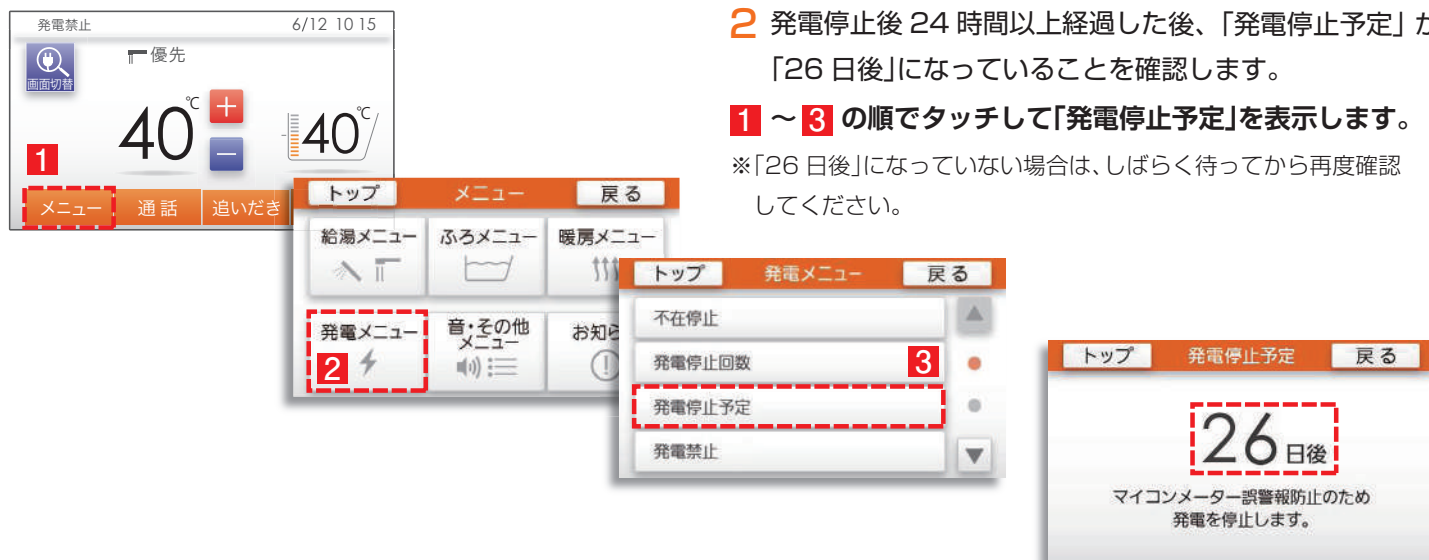 発電禁止 6/12 10 15
優先
画面切替
40℃ + 40℃
−
1
メニュー 通話 追いだき
2 発電停止後 24 時間以上経過した後、「発電停止予定」が
「26 日後」になっていることを確認します。
1 ～ 3 の順でタッチして「発電停止予定」を表示します。
※「26 日後」になっていない場合は、しばらく待ってから再度確認
してください。
トップ メニュー 戻る
給湯メニュー ふろメニュー 暖房メニュー
発電メニュー 音・その他
メニュー お知ら
2
トップ 発電メニュー 戻る
不在停止
発電停止回数 3
発電停止予定
発電禁止
トップ 発電停止予定 戻る
26 日後
マイコンメーター誤警報防止のため
発電を停止します。